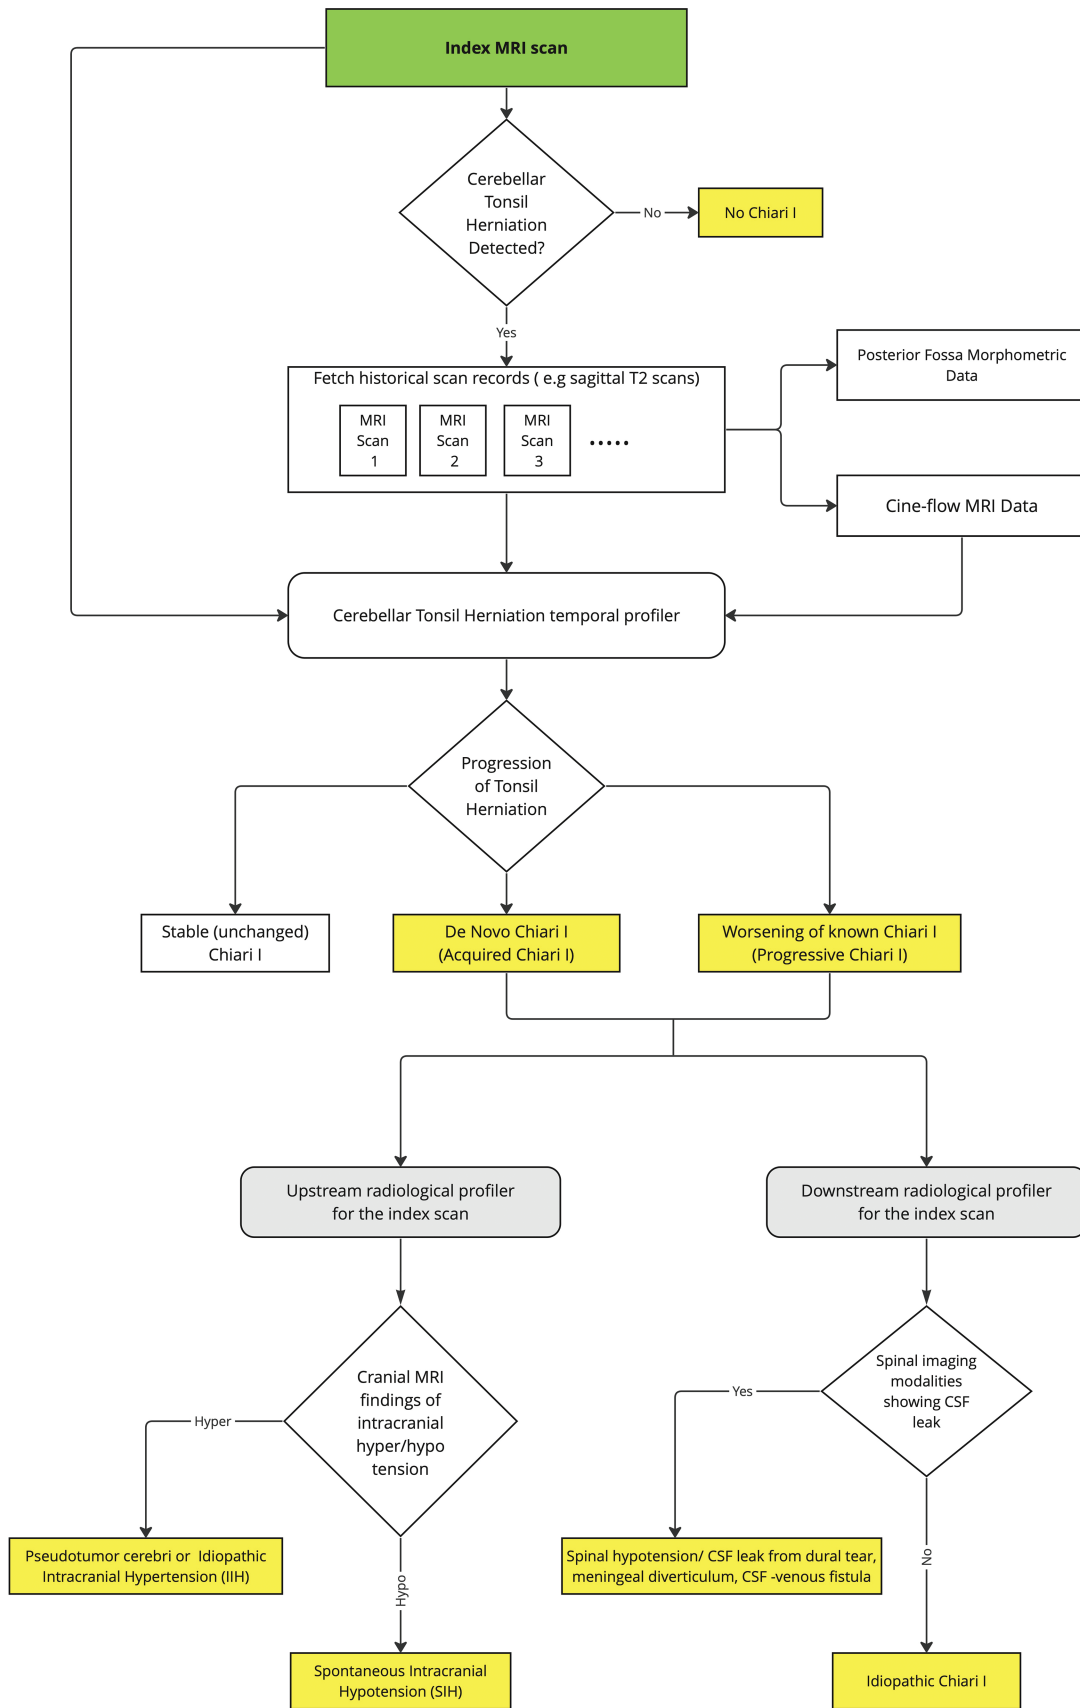 Index MRI scan
Cerebellar
Tonsil
Herniation
Detected?
No
No Chiari I
Yes
Fetch historical scan records ( e.g sagittal T2 scans)
MRI
Scan
1
MRI
Scan
2
MRI
Scan
3
.....
Posterior Fossa Morphometric
Data
Cine-flow MRI Data
Cerebellar Tonsil Herniation temporal profiler
Progression
of Tonsil
Herniation
Stable (unchanged)
Chiari I
De Novo Chiari I
(Acquired Chiari I)
Worsening of known Chiari I
(Progressive Chiari I)
Upstream radiological profiler
for the index scan
Downstream radiological profiler
for the index scan
Cranial MRI
findings of
intracranial
hyper/hypo
tension
Spinal imaging
modalities
showing CSF
leak
Hyper
Yes
Pseudotumor cerebri or  Idiopathic
Intracranial Hypertension (IIH)
Hypo
Spinal hypotension/ CSF leak from dural tear,
meningeal diverticulum, CSF -venous fistula
No
Spontaneous Intracranial
Hypotension (SIH)
Idiopathic Chiari I